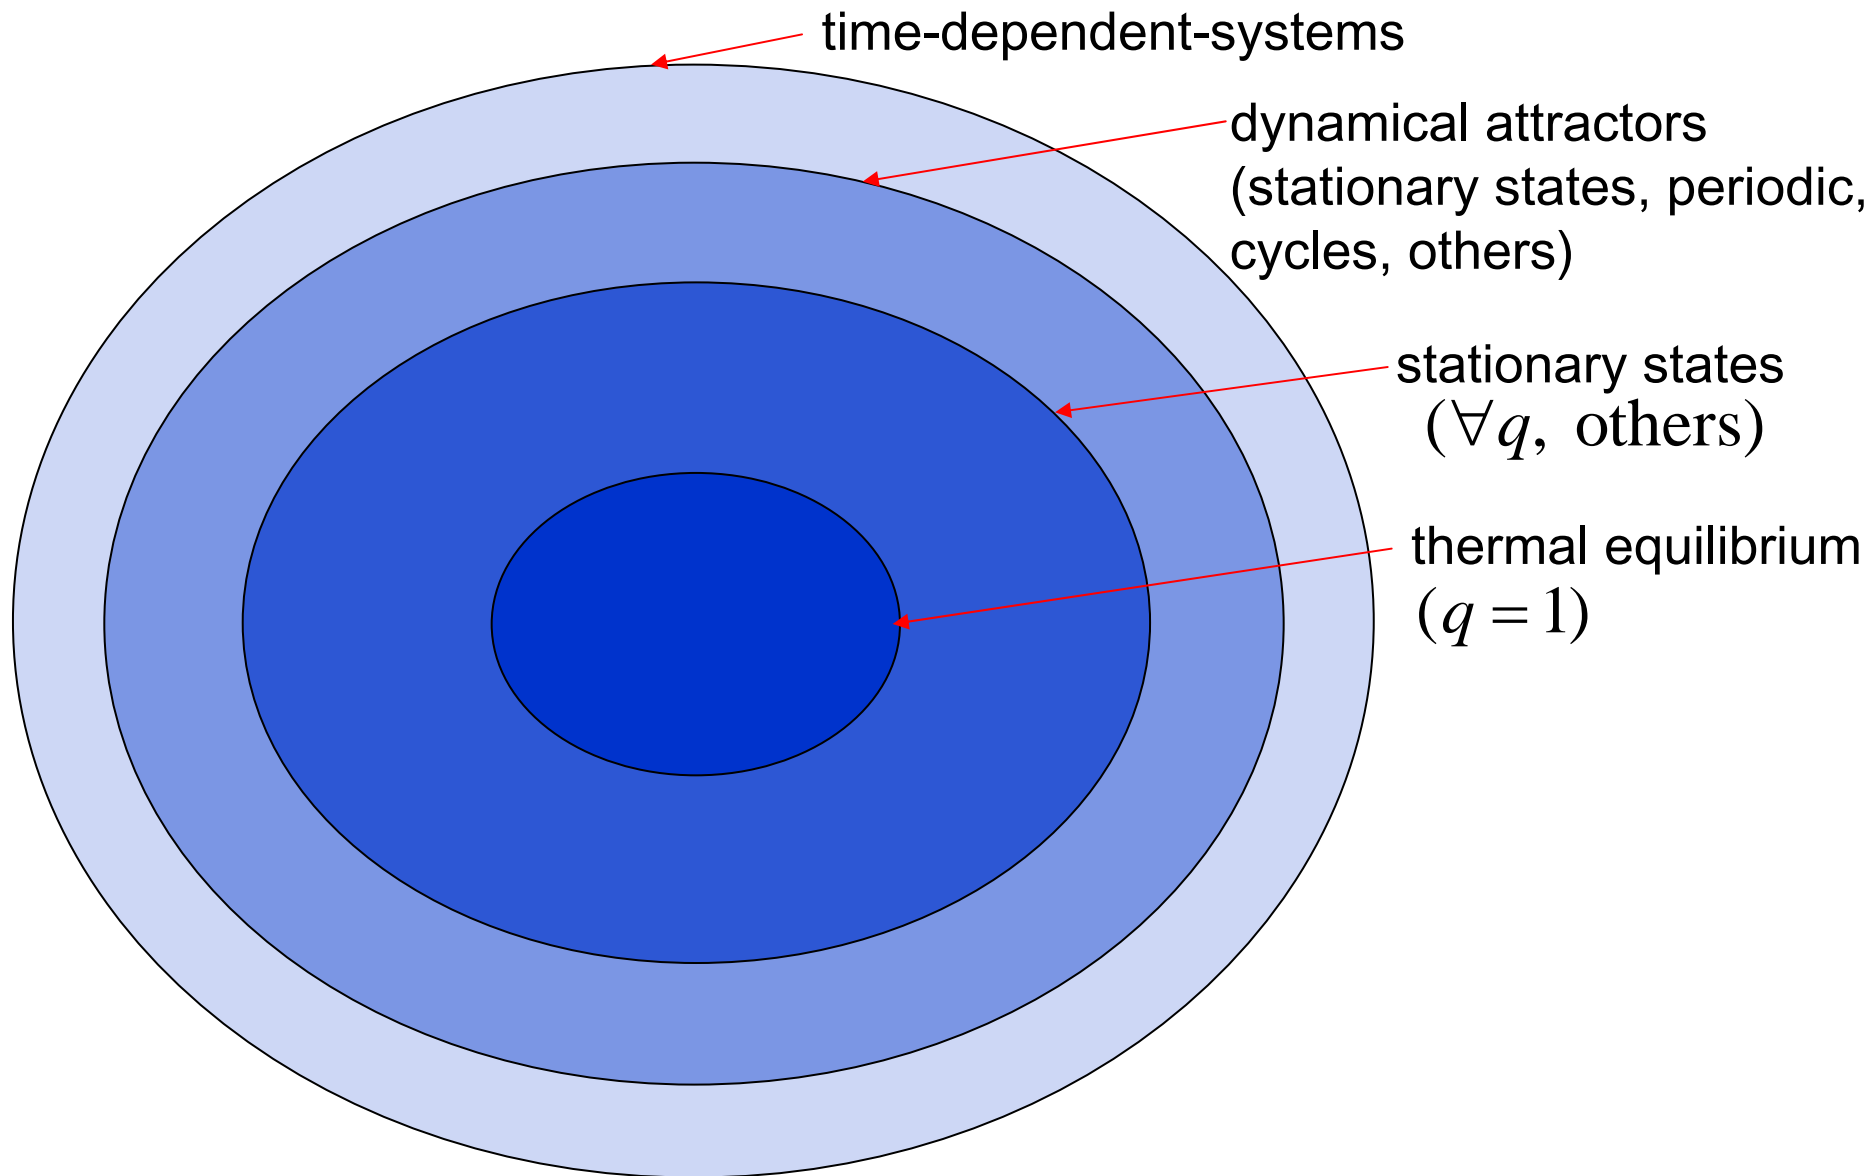 time-dependent-systems
dynamical attractors
(stationary states, periodic,
cycles, others)
stationary states
(∀q, others)
thermal equilibrium
(q = 1)